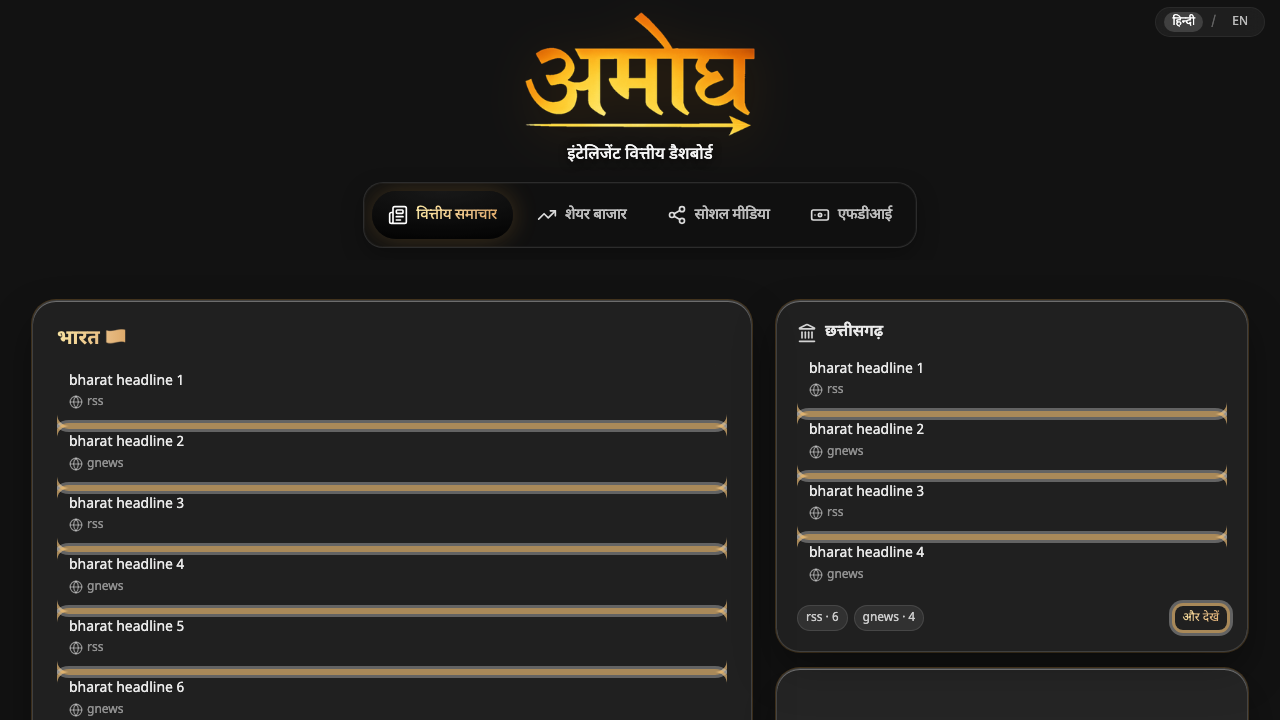 हिन्दी / EN
अमोघ
इंटेलिजेंट वित्तीय डैशबोर्ड
वित्तीय समाचार
शेयर बाजार
सोशल मीडिया
एफडीआई
भारत
bharat headline 1
rss
bharat headline 2
gnews
bharat headline 3
rss
bharat headline 4
gnews
bharat headline 5
rss
bharat headline 6
gnews
छत्तीसगढ़
bharat headline 1
rss
bharat headline 2
gnews
bharat headline 3
rss
bharat headline 4
gnews
rss · 6
gnews · 4
और देखें